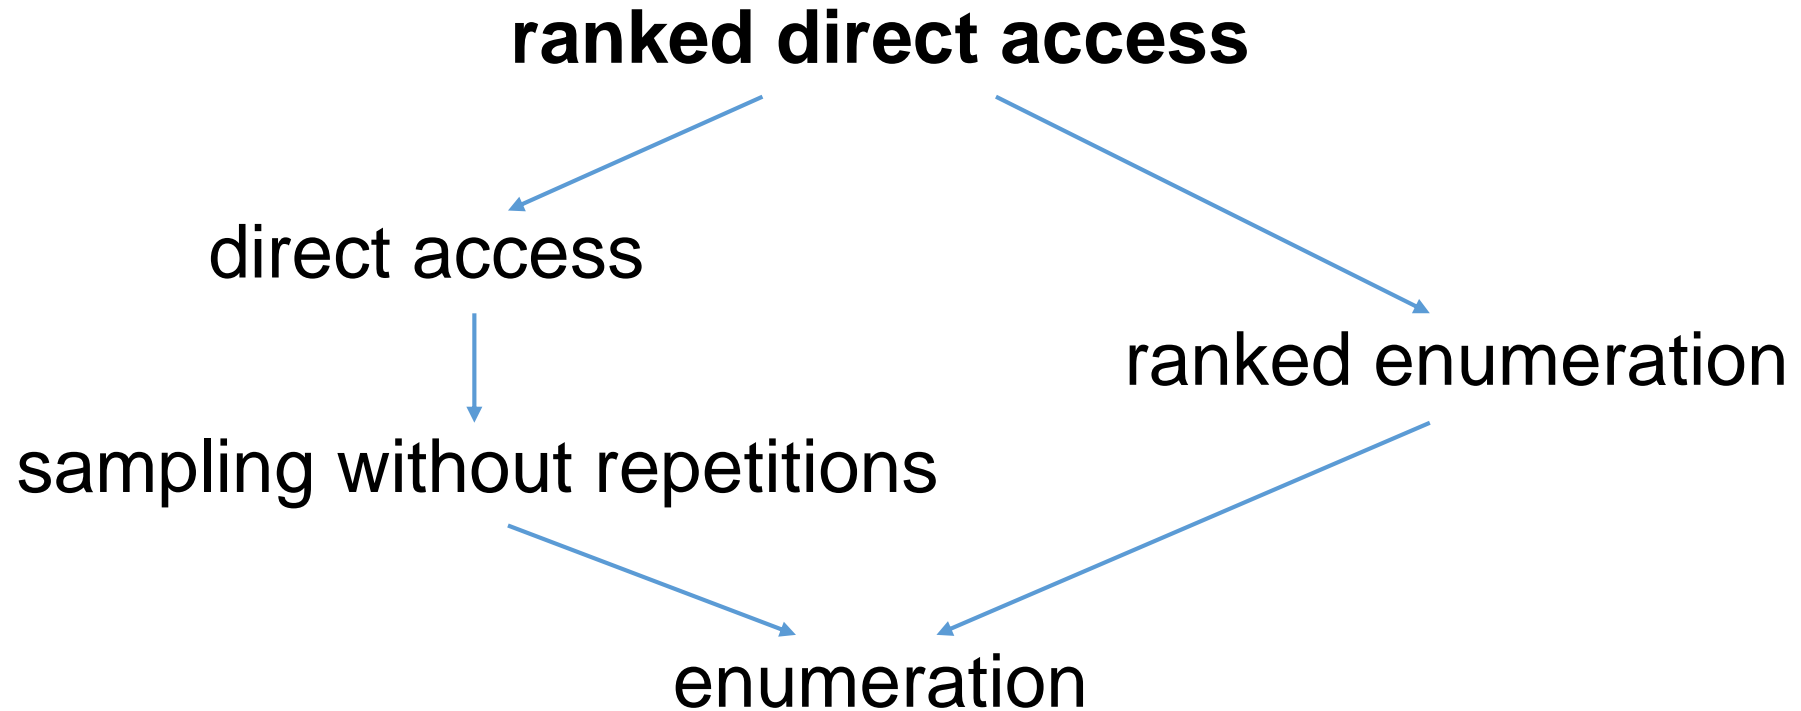 ranked direct access
direct access
ranked enumeration
sampling without repetitions
enumeration